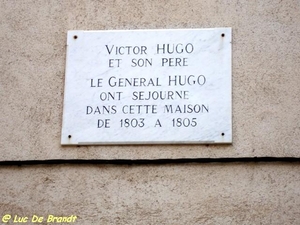 VICTOR HUGO
ET SON PERE
LE GENERAL HUGO
ONT SEJOURNE
DANS CETTE MAISON
DE 1803 A 1805
@ Luc De Brandt